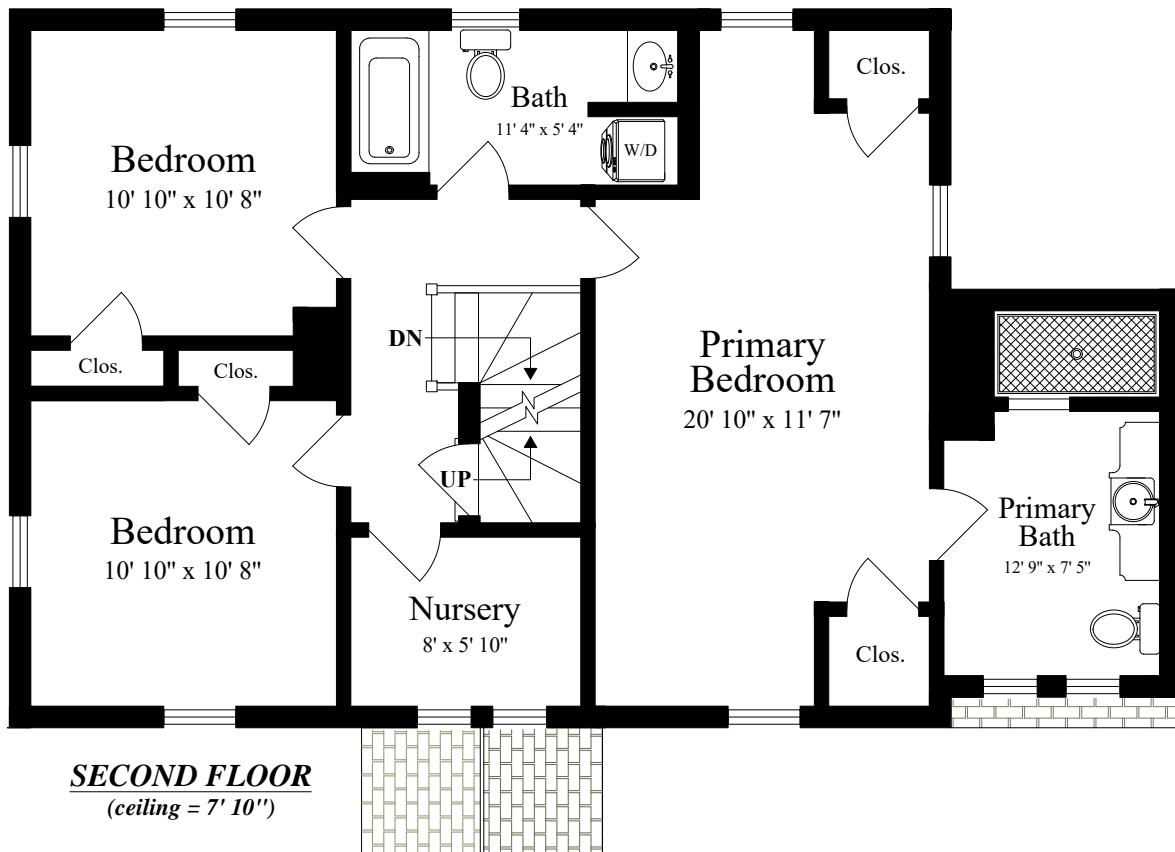 Clos.
Bath
11' 4" x 5' 4"
W/D
Bedroom
10' 10" x 10' 8"
Clos.
Clos.
DN
UP
Primary
Bedroom
20' 10" x 11' 7"
Bedroom
10' 10" x 10' 8"
Nursery
8' x 5' 10"
Primary
Bath
12' 9" x 7' 5"
Clos.
SECOND FLOOR
(ceiling = 7' 10")